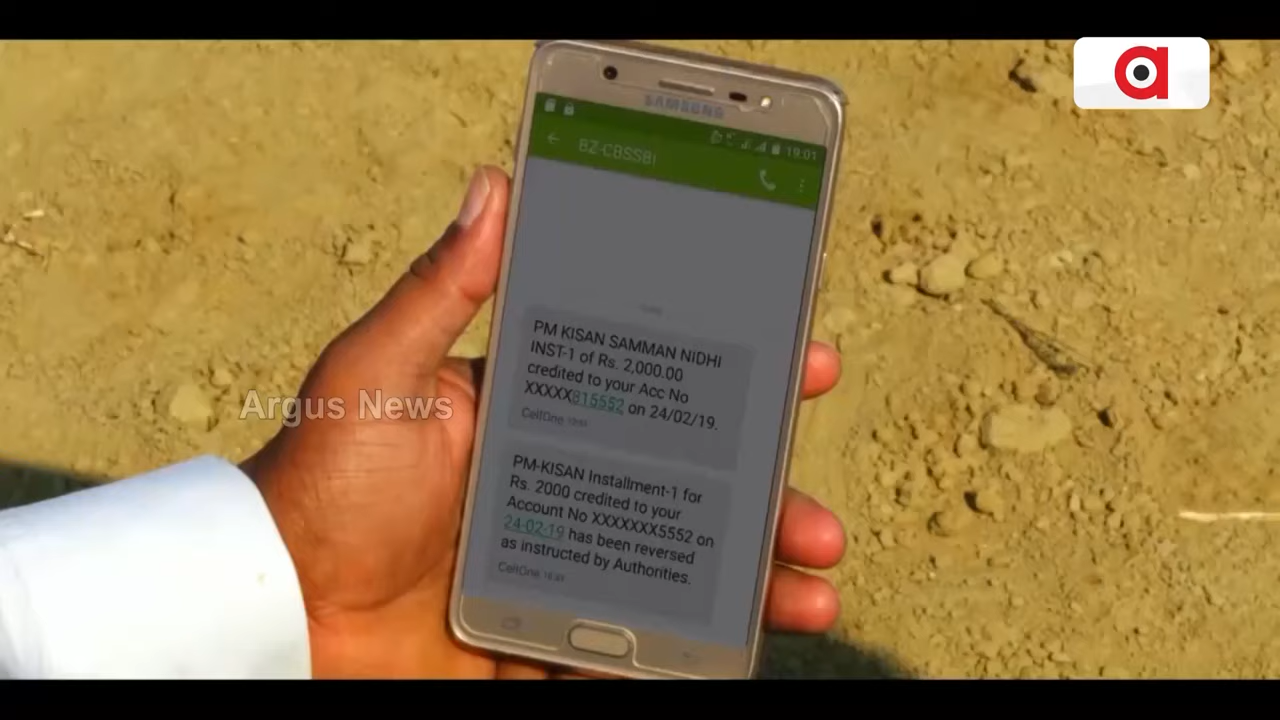 SAMSUNG
19:01
BZ-CBSSBI
PM KISAN SAMMAN NIDHI
INST-1 of Rs. 2,000.00
credited to your Acc No
XXXXX815552 on 24/02/19.
CellOne
PM-KISAN Installment-1 for
Rs. 2000 credited to your
Account No XXXXXXX5552 on
24-02-19 has been reversed
as instructed by Authorities.
CellOne
Argus News
a